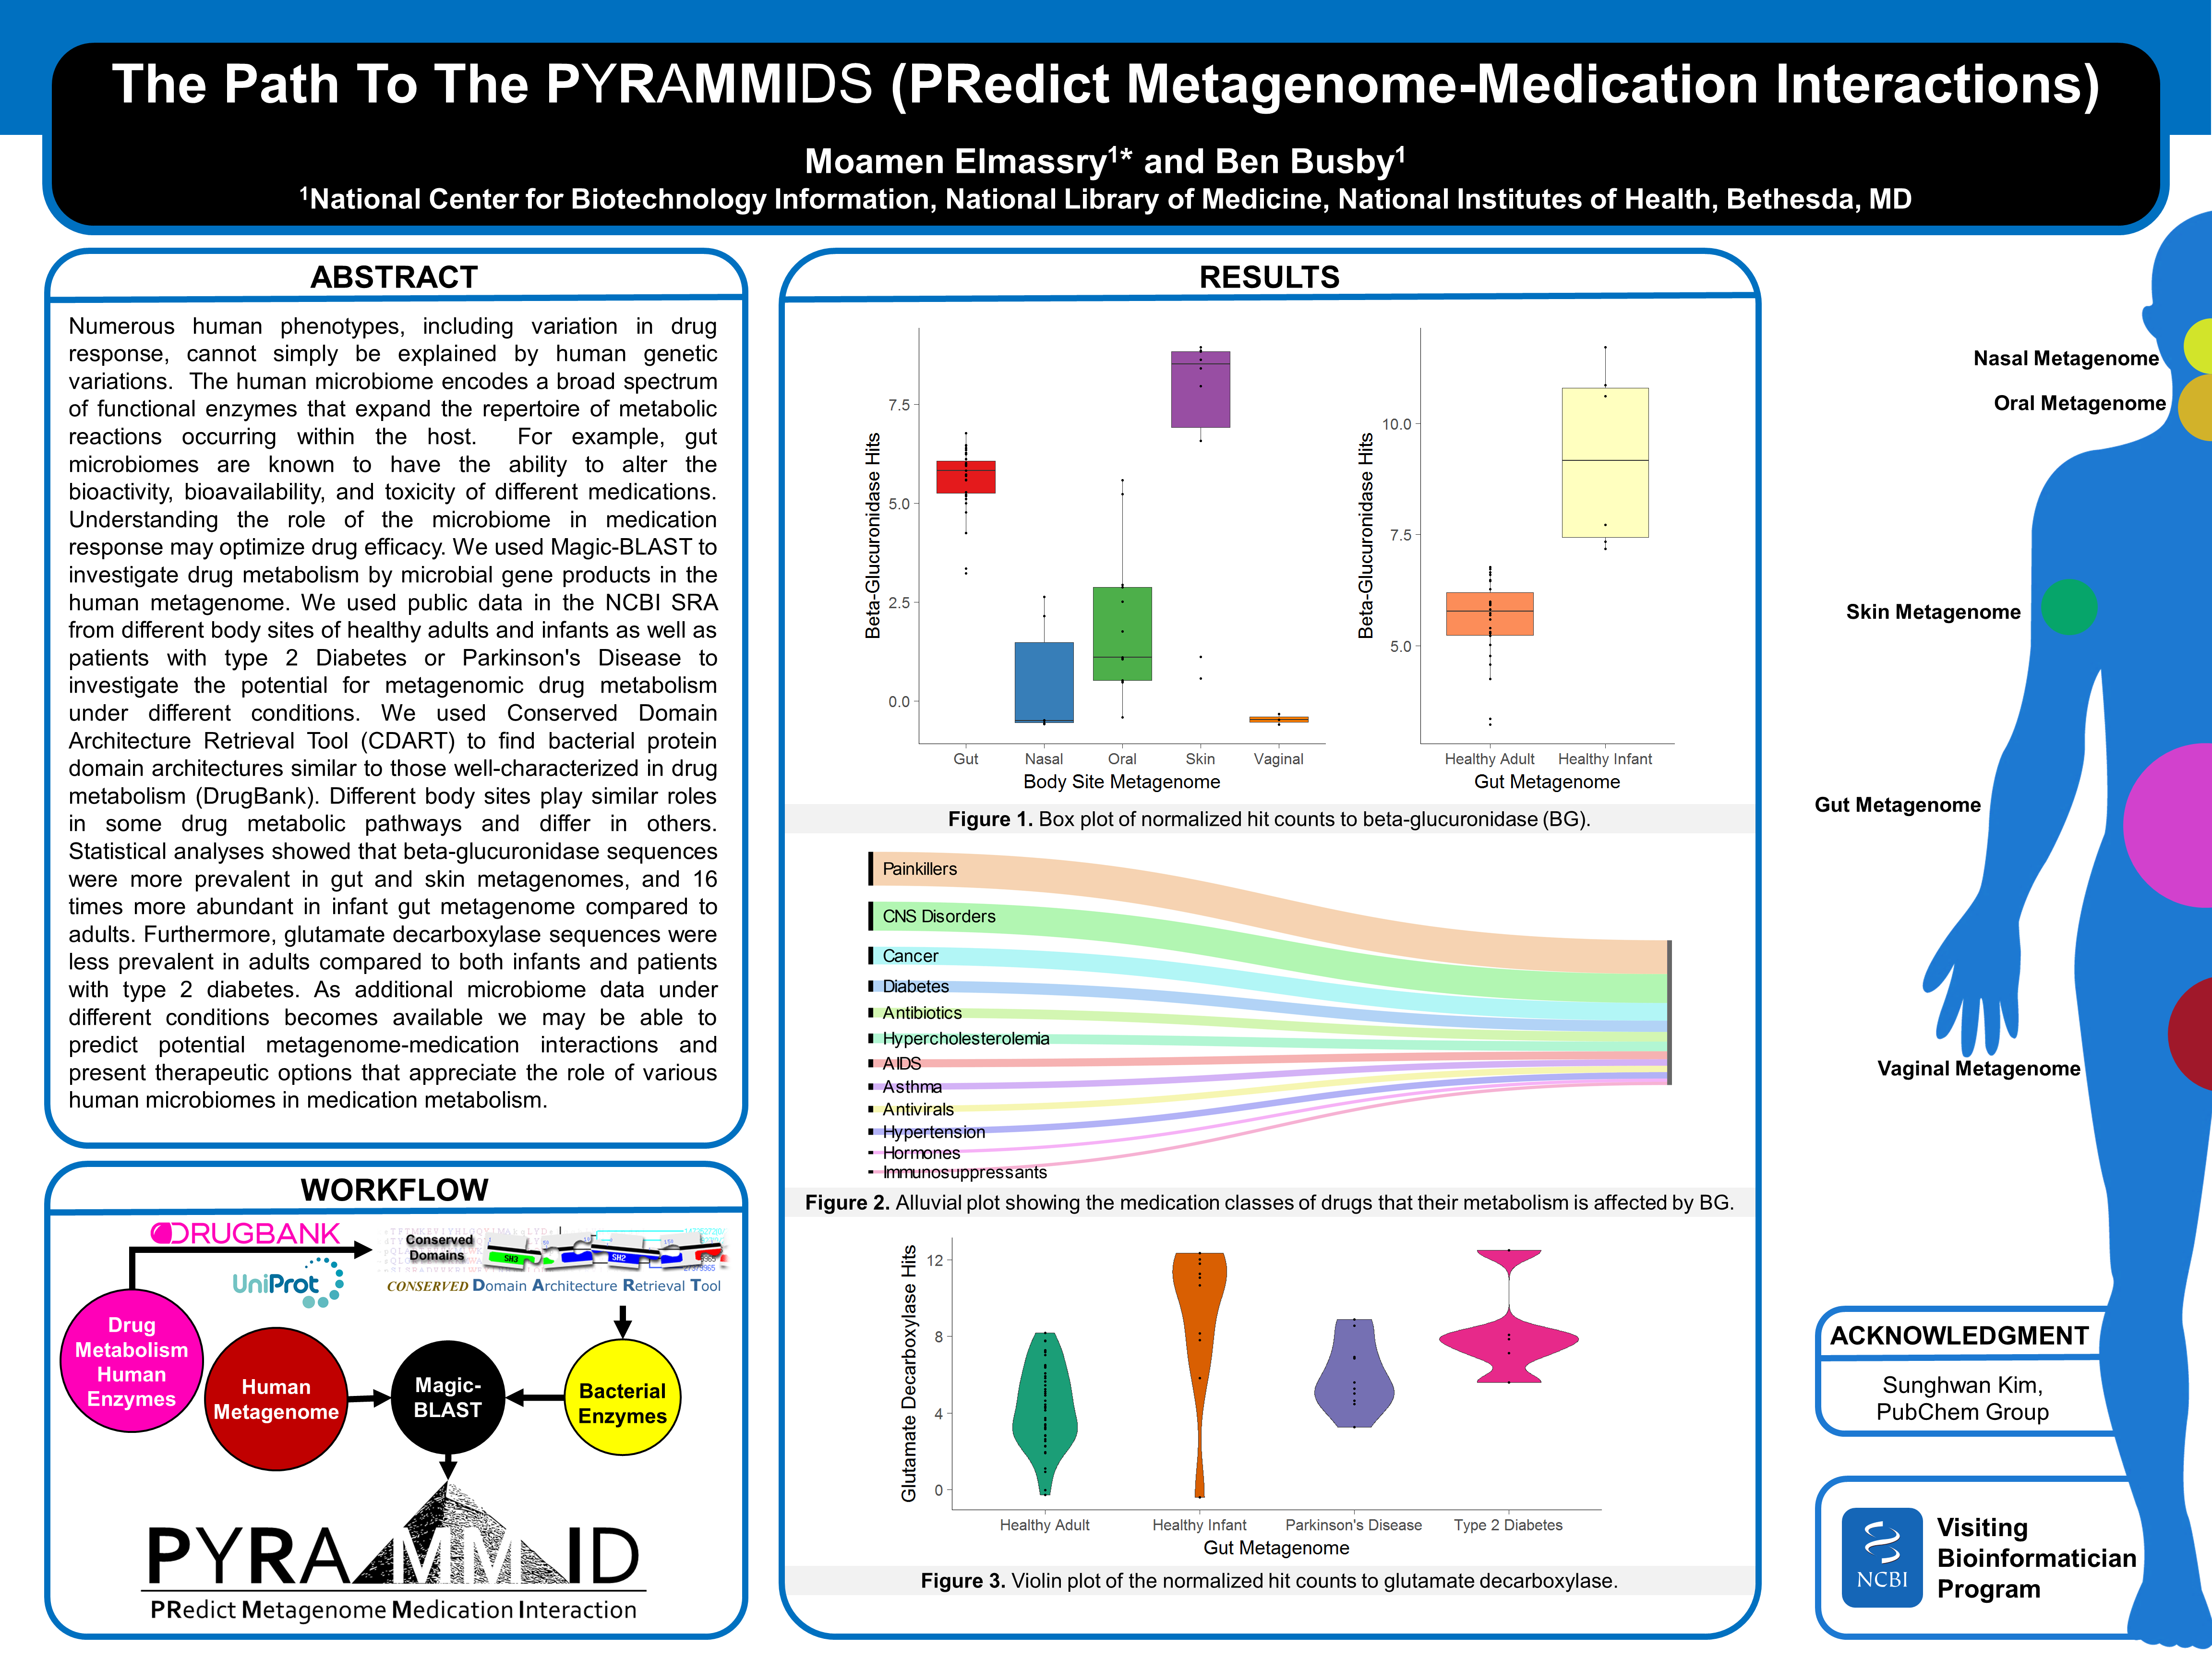 The Path To The PYRAMMIDS (PRedict Metagenome-Medication Interactions)
Moamen Elmassry1* and Ben Busby1
1National Center for Biotechnology Information, National Library of Medicine, National Institutes of Health, Bethesda, MD
ABSTRACT
Numerous human phenotypes, including variation in drug
response, cannot simply be explained by human genetic
variations. The human microbiome encodes a broad spectrum
of functional enzymes that expand the repertoire of metabolic
reactions occurring within the host. For example, gut
microbiomes are known to have the ability to alter the
bioactivity, bioavailability, and toxicity of different medications.
Understanding the role of the microbiome in medication
response may optimize drug efficacy. We used Magic-BLAST to
investigate drug metabolism by microbial gene products in the
human metagenome. We used public data in the NCBI SRA
from different body sites of healthy adults and infants as well as
patients with type 2 Diabetes or Parkinson's Disease to
investigate the potential for metagenomic drug metabolism
under different conditions. We used Conserved Domain
Architecture Retrieval Tool (CDART) to find bacterial protein
domain architectures similar to those well-characterized in drug
metabolism (DrugBank). Different body sites play similar roles
in some drug metabolic pathways and differ in others.
Statistical analyses showed that beta-glucuronidase sequences
were more prevalent in gut and skin metagenomes, and 16
times more abundant in infant gut metagenome compared to
adults. Furthermore, glutamate decarboxylase sequences were
less prevalent in adults compared to both infants and patients
with type 2 diabetes. As additional microbiome data under
different conditions becomes available we may be able to
predict potential metagenome-medication interactions and
present therapeutic options that appreciate the role of various
human microbiomes in medication metabolism.
WORKFLOW
DRUGBANK
UniProt
Conserved
Domains
SH3
SH2
CONSERVED Domain Architecture Retrieval Tool
Drug
Metabolism
Human
Enzymes
Human
Metagenome
Magic-
BLAST
Bacterial
Enzymes
PYRAMMID
PRedict Metagenome Medication Interaction
RESULTS
Beta-Glucuronidase Hits
7.5
5.0
2.5
0.0
Gut
Nasal
Oral
Skin
Vaginal
Body Site Metagenome
Beta-Glucuronidase Hits
10.0
7.5
5.0
Healthy Adult
Healthy Infant
Gut Metagenome
Figure 1. Box plot of normalized hit counts to beta-glucuronidase (BG).
Painkillers
CNS Disorders
Cancer
Diabetes
Antibiotics
Hypercholesterolemia
AIDS
Asthma
Antivirals
Hypertension
Hormones
Immunosuppressants
Figure 2. Alluvial plot showing the medication classes of drugs that their metabolism is affected by BG.
Glutamate Decarboxylase Hits
12
8
4
0
Healthy Adult
Healthy Infant
Parkinson's Disease
Type 2 Diabetes
Gut Metagenome
Figure 3. Violin plot of the normalized hit counts to glutamate decarboxylase.
Nasal Metagenome
Oral Metagenome
Skin Metagenome
Gut Metagenome
Vaginal Metagenome
ACKNOWLEDGMENT
Sunghwan Kim,
PubChem Group
NCBI
Visiting
Bioinformatician
Program